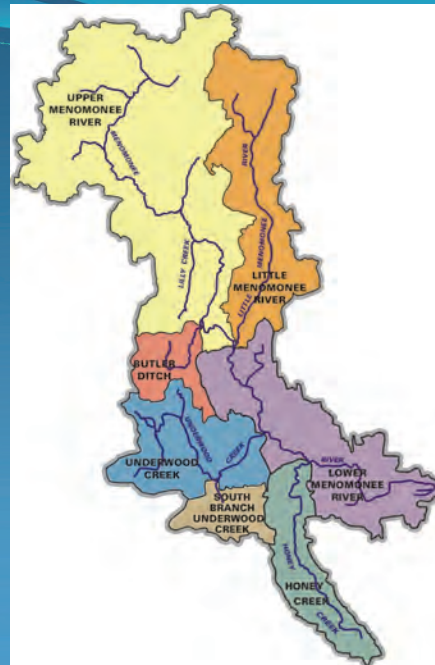 UPPER
MENOMONEE
RIVER
MENOMONEE
RIVER
LITTLE MENOMONEE
LITTLE
MENOMONEE
RIVER
LILLY CREEK
BUTLER
DITCH
UNDERWOOD
CREEK
UNDERWOOD
CREEK
RIVER
LOWER
MENOMONEE
RIVER
SOUTH
BRANCH
UNDERWOOD
CREEK
HONEY
HONEY
CREEK
CREEK